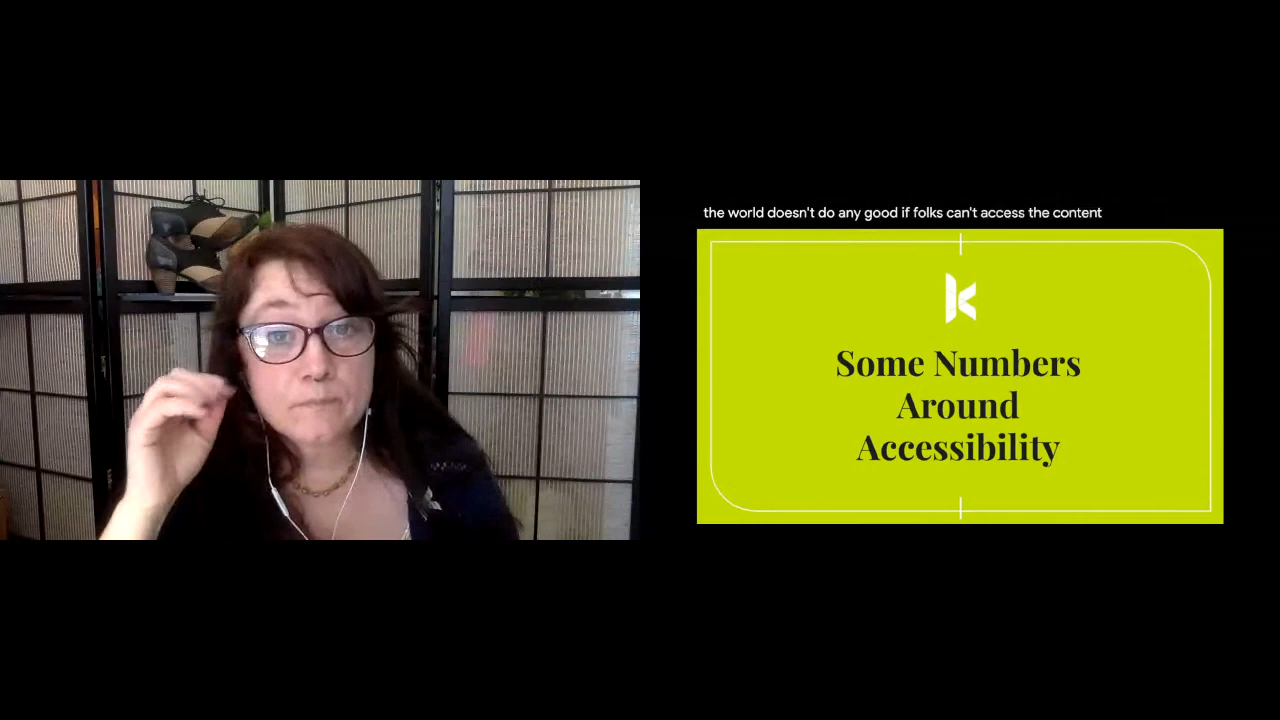 the world doesn't do any good if folks can't access the content
Some Numbers
Around
Accessibility